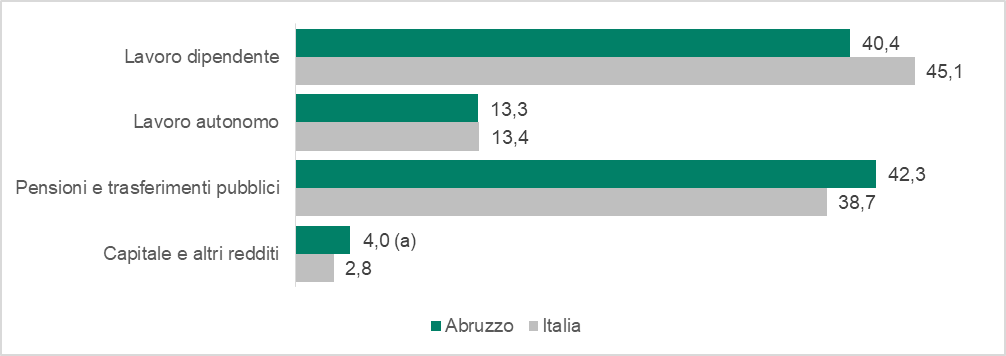 Lavoro dipendente
40,4
45,1
Lavoro autonomo
13,3
13,4
Pensioni e trasferimenti pubblici
42,3
38,7
Capitale e altri redditi
4,0 (a)
2,8
Abruzzo
Italia